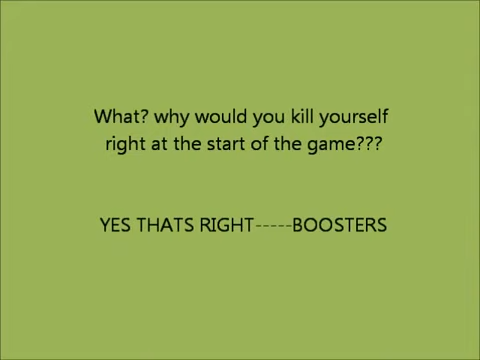 What? why would you kill yourself
right at the start of the game???
YES THATS RIGHT-----BOOSTERS